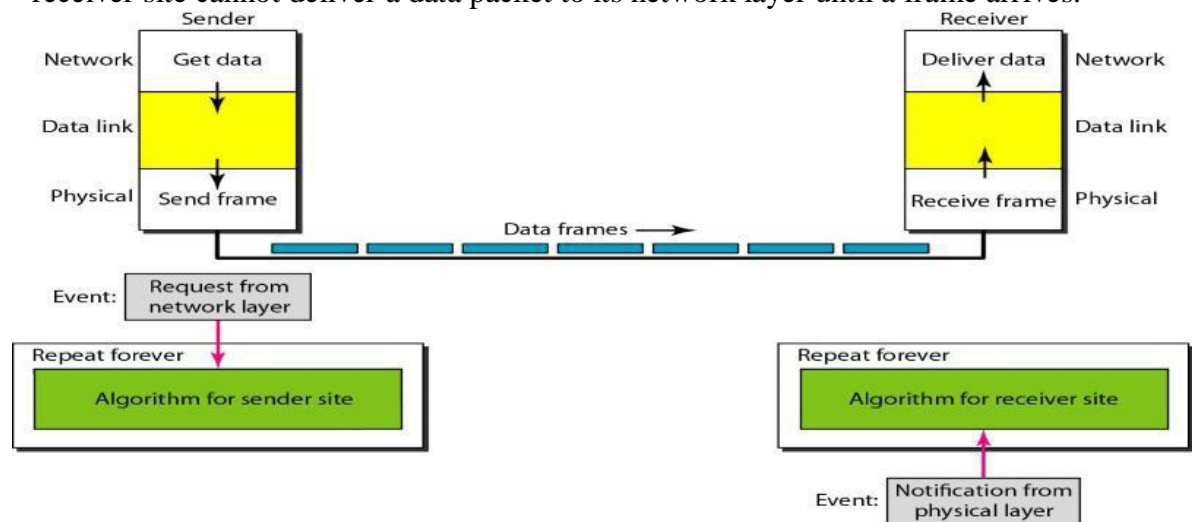 receiver site cannot deliver a data packet to its network layer until a frame arrives.
Sender
Receiver
Network
Get data
Deliver data
Network
Data link
Data link
Physical
Send frame
Receive frame
Physical
Data frames
Event:
Request from
network layer
Repeat forever
Algorithm for sender site
Repeat forever
Algorithm for receiver site
Event:
Notification from
physical layer